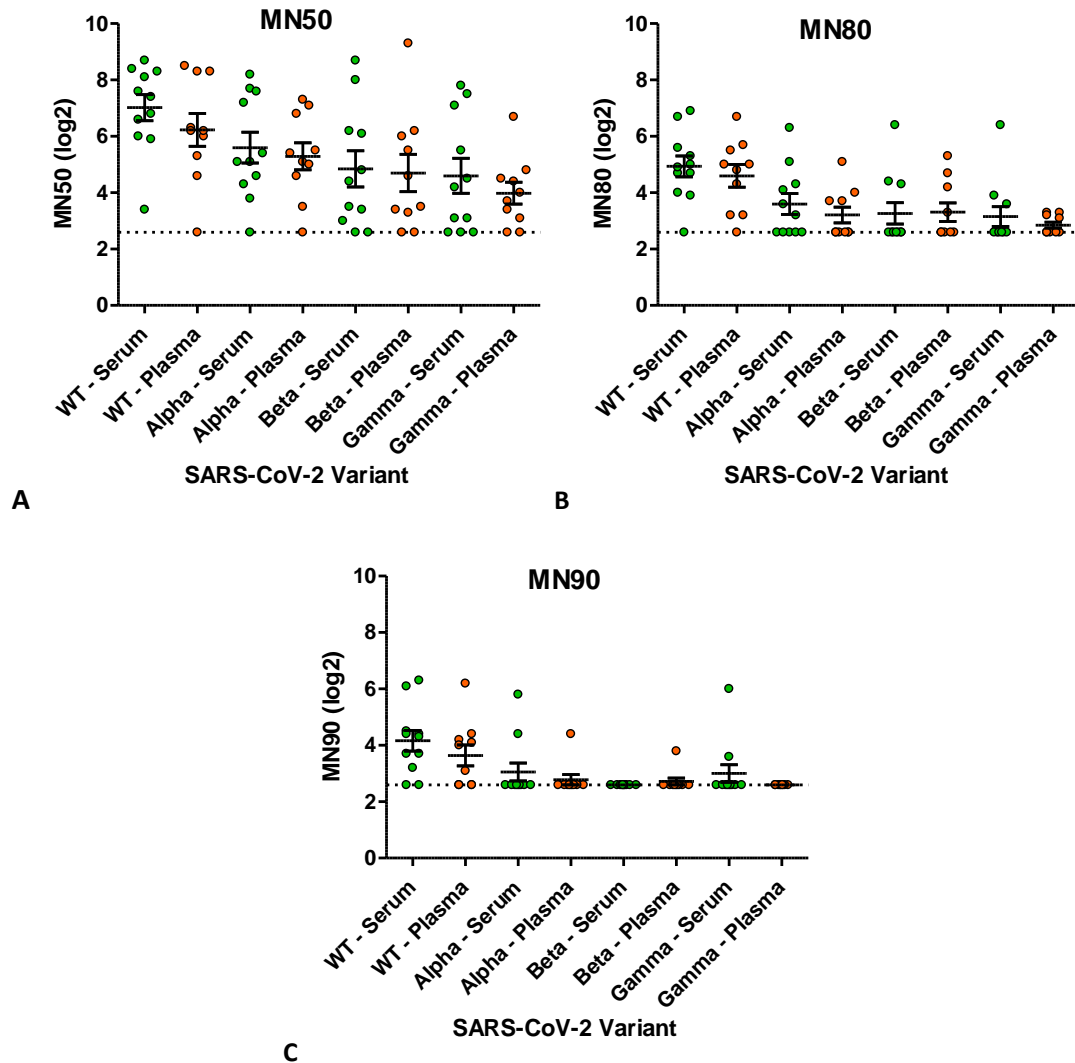 MN50
MN50 (log2)
10
8
6
4
2
0
WT - Serum
WT - Plasma
Alpha - Serum
Alpha - Plasma
Beta - Serum
Beta - Plasma
Gamma - Serum
Gamma - Plasma
SARS-CoV-2 Variant
A
MN80
MN80 (log2)
10
8
6
4
2
0
WT - Serum
WT - Plasma
Alpha - Serum
Alpha - Plasma
Beta - Serum
Beta - Plasma
Gamma - Serum
Gamma - Plasma
SARS-CoV-2 Variant
B
MN90
MN90 (log2)
10
8
6
4
2
0
WT - Serum
WT - Plasma
Alpha - Serum
Alpha - Plasma
Beta - Serum
Beta - Plasma
Gamma - Serum
Gamma - Plasma
SARS-CoV-2 Variant
C